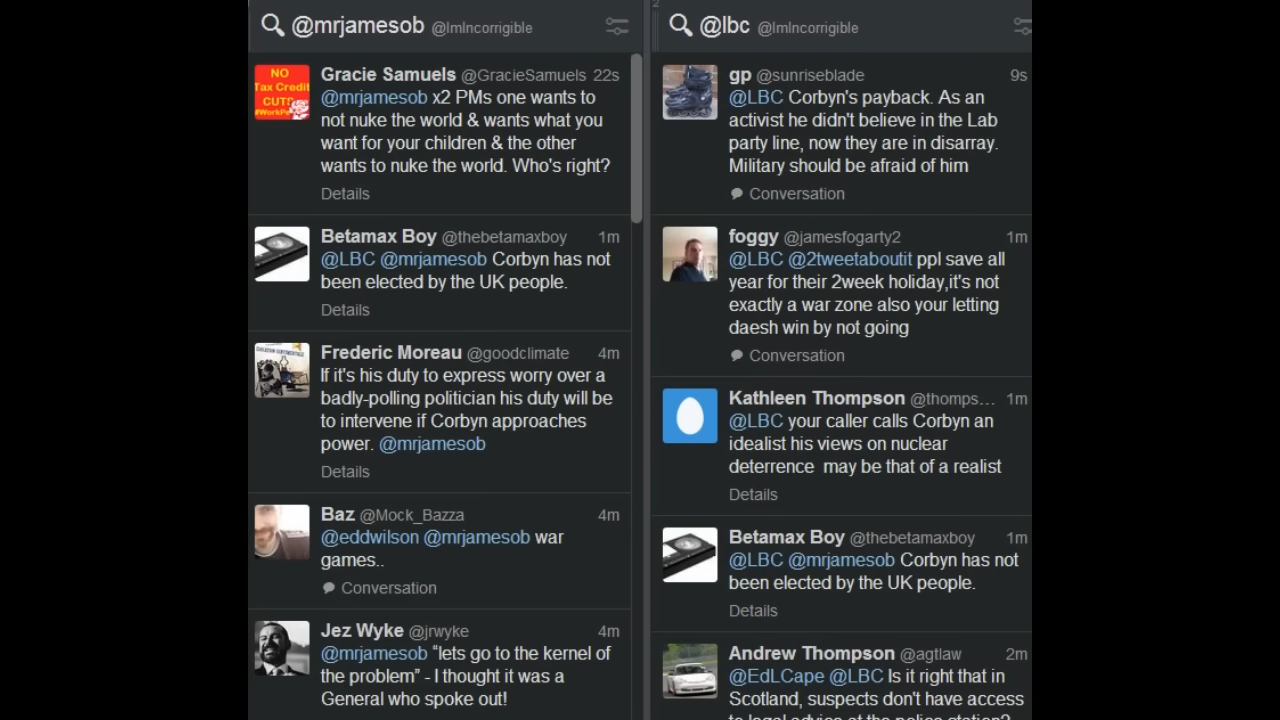 @mrjamesob @ImIncorrigible
NO
Tax Credit
CUTS
Gracie Samuels @GracieSamuels 22s
@mrjamesob x2 PMs one wants to
not nuke the world & wants what you
want for your children & the other
wants to nuke the world. Who's right?
Details
Betamax Boy @thebetamaxboy 1m
@LBC @mrjamesob Corbyn has not
been elected by the UK people.
Details
Frederic Moreau @goodclimate 4m
If it's his duty to express worry over a
badly-polling politician his duty will be
to intervene if Corbyn approaches
power. @mrjamesob
Details
Baz @Mock_Bazza 4m
@eddwilson @mrjamesob war
games..
Conversation
Jez Wyke @jrwyke 4m
@mrjamesob “lets go to the kernel of
the problem” - I thought it was a
General who spoke out!
2
@lbc @ImIncorrigible
gp @sunriseblade 9s
@LBC Corbyn's payback. As an
activist he didn't believe in the Lab
party line, now they are in disarray.
Military should be afraid of him
Conversation
foggy @jamesfogarty2 1m
@LBC @2tweetaboutit ppl save all
year for their 2week holiday,it's not
exactly a war zone also your letting
daesh win by not going
Conversation
Kathleen Thompson @thomps… 1m
@LBC your caller calls Corbyn an
idealist his views on nuclear
deterrence  may be that of a realist
Details
Betamax Boy @thebetamaxboy 1m
@LBC @mrjamesob Corbyn has not
been elected by the UK people.
Details
Andrew Thompson @agtlaw 2m
@EdLCape @LBC Is it right that in
Scotland, suspects don't have access
to legal advice at the police station?